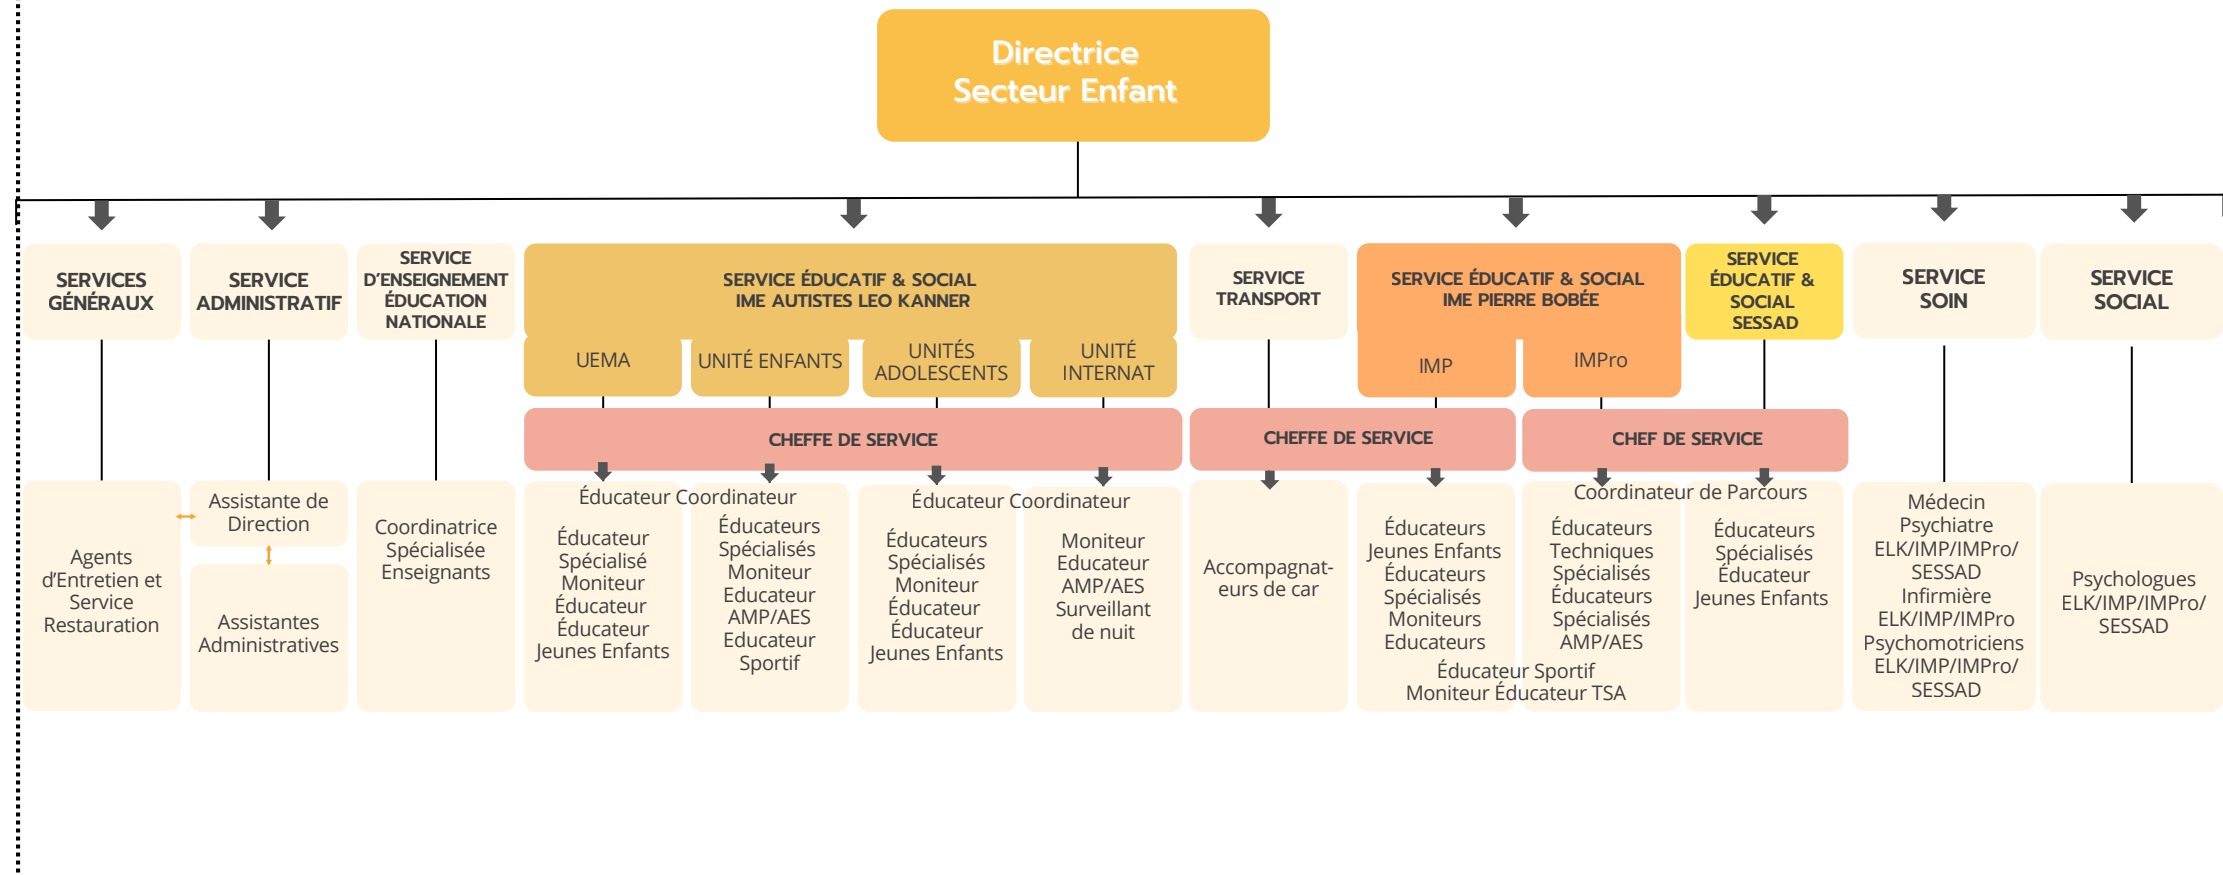 Directrice
Secteur Enfant
SERVICES
GÉNÉRAUX
SERVICE
ADMINISTRATIF
SERVICE
D'ENSEIGNEMENT
ÉDUCATION
NATIONALE
SERVICE ÉDUCATIF & SOCIAL
IME AUTISTES LEO KANNER
SERVICE
TRANSPORT
SERVICE ÉDUCATIF & SOCIAL
IME PIERRE BOBÉE
SERVICE
ÉDUCATIF &
SOCIAL
SESSAD
SERVICE
SOIN
SERVICE
SOCIAL
UEMA
UNITÉ ENFANTS
UNITÉS
ADOLESCENTS
UNITÉ
INTERNAT
IMP
IMPro
CHEFFE DE SERVICE
CHEFFE DE SERVICE
CHEF DE SERVICE
Agents
d'Entretien et
Service
Restauration
Assistante de
Direction
Assistantes
Administratives
Coordinatrice
Spécialisée
Enseignants
Éducateur Coordinateur
Éducateur
Spécialisé
Moniteur
Éducateur
Éducateur
Jeunes Enfants
Éducateurs
Spécialisés
Moniteur
Educateur
AMP/AES
Educateur
Sportif
Éducateur Coordinateur
Éducateurs
Spécialisés
Moniteur
Éducateur
Éducateur
Jeunes Enfants
Moniteur
Educateur
AMP/AES
Surveillant
de nuit
Accompagnat-
eurs de car
Éducateurs
Jeunes Enfants
Éducateurs
Spécialisés
Moniteurs
Educateurs
Coordinateur de Parcours
Éducateurs
Techniques
Spécialisés
Éducateurs
Spécialisés
AMP/AES
Éducateur Sportif
Moniteur Éducateur TSA
Éducateurs
Spécialisés
Éducateur
Jeunes Enfants
Médecin
Psychiatre
ELK/IMP/IMPro/
SESSAD
Infirmière
ELK/IMP/IMPro
Psychomotriciens
ELK/IMP/IMPro/
SESSAD
Psychologues
ELK/IMP/IMPro/
SESSAD